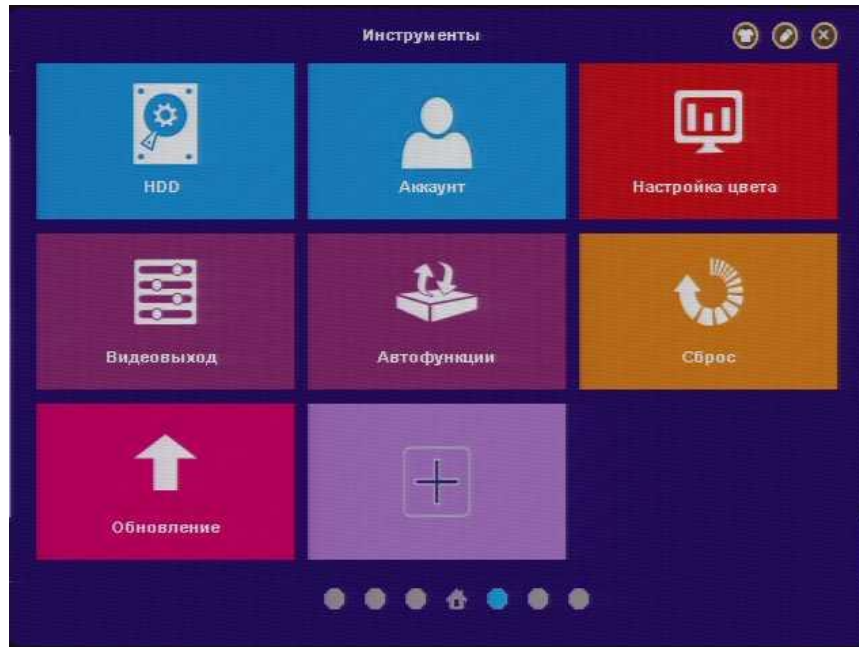 Инструменты
HDD
Аккаунт
Настройка цвета
Видеовыход
Автофункции
Сброс
Обновление